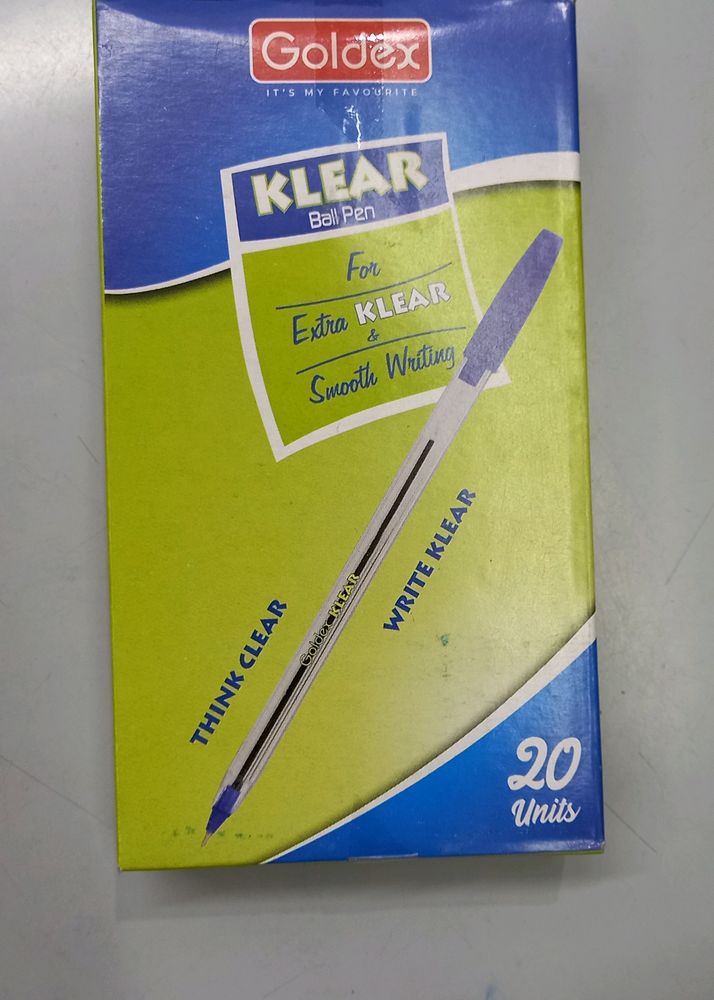 Goldex
IT'S MY FAVOURITE
KLEAR
Ball Pen
For
Extra KLEAR
&
Smooth Writing
WRITE KLEAR
THINK CLEAR
Goldex KLEAR
20
Units